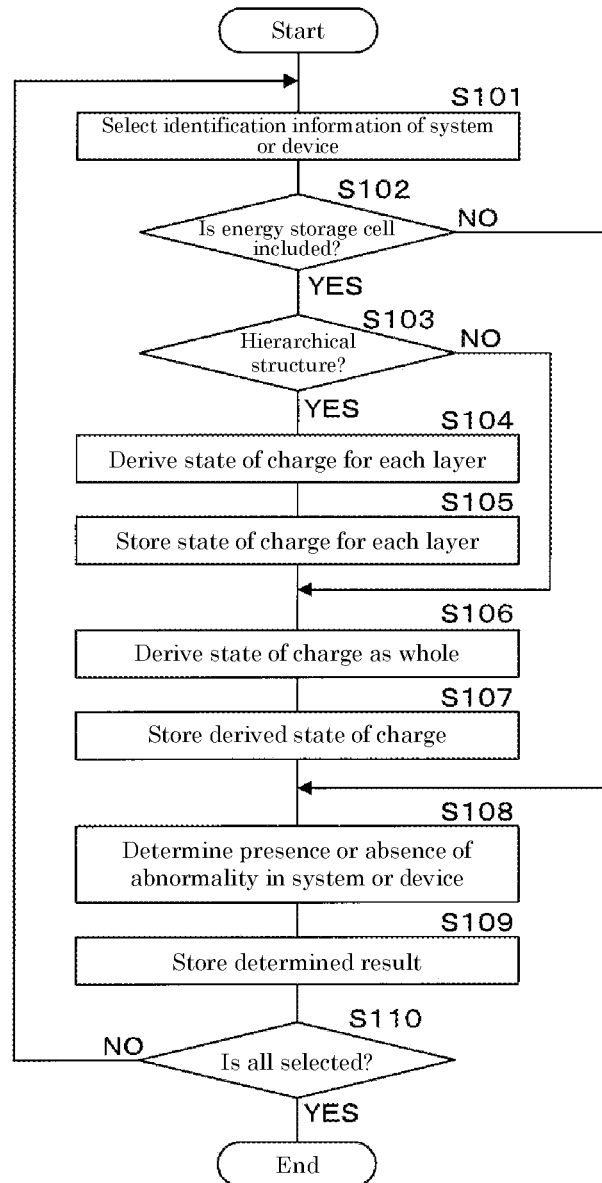 Start
S101
Select identification information of system
or device
S102
Is energy storage cell
included?
NO
YES
S103
Hierarchical
structure?
NO
YES
S104
Derive state of charge for each layer
S105
Store state of charge for each layer
S106
Derive state of charge as whole
S107
Store derived state of charge
S108
Determine presence or absence of
abnormality in system or device
S109
Store determined result
S110
NO
Is all selected?
YES
End